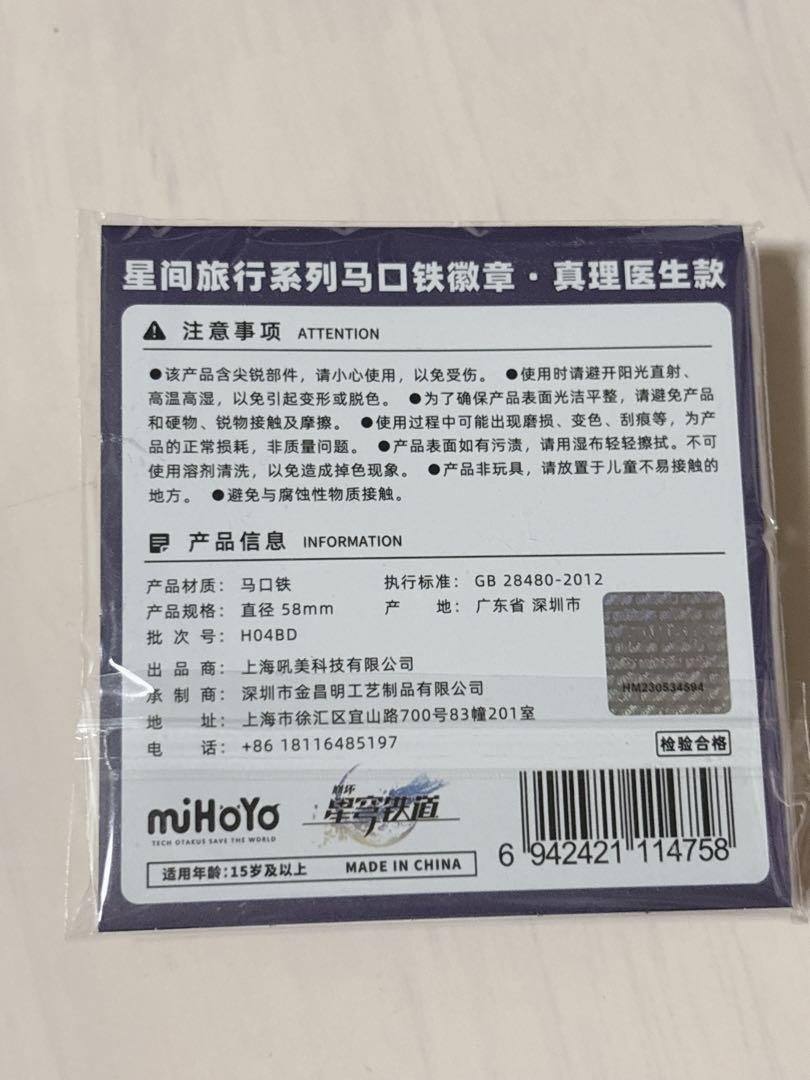 星间旅行系列马口铁徽章·真理医生款
注意事项 ATTENTION
●该产品含尖锐部件，请小心使用，以免受伤。 ●使用时请避开阳光直射、
高温高湿，以免引起变形或脱色。 ●为了确保产品表面光洁平整，请避免产品
和硬物、锐物接触及摩擦。 ●使用过程中可能出现磨损、变色、刮痕等，为产
品的正常损耗，非质量问题。 ●产品表面如有污渍，请用湿布轻轻擦拭。不可
使用溶剂清洗，以免造成掉色现象。 ●产品非玩具，请放置于儿童不易接触的
地方。 ●避免与腐蚀性物质接触。
产品信息 INFORMATION
产品材质： 马口铁 执行标准： GB 28480-2012
产品规格： 直径 58mm 产 地： 广东省 深圳市
批 次 号： H04BD
出 品 商： 上海吼美科技有限公司
承 制 商： 深圳市金昌明工艺制品有限公司
地 址： 上海市徐汇区宜山路700号83幢201室
电 话： +86 18116485197
HM230534594
检验合格
miHoYo
TECH OTAKUS SAVE THE WORLD
崩坏
星穹铁道
6 942421 114758
适用年龄：15岁及以上 MADE IN CHINA